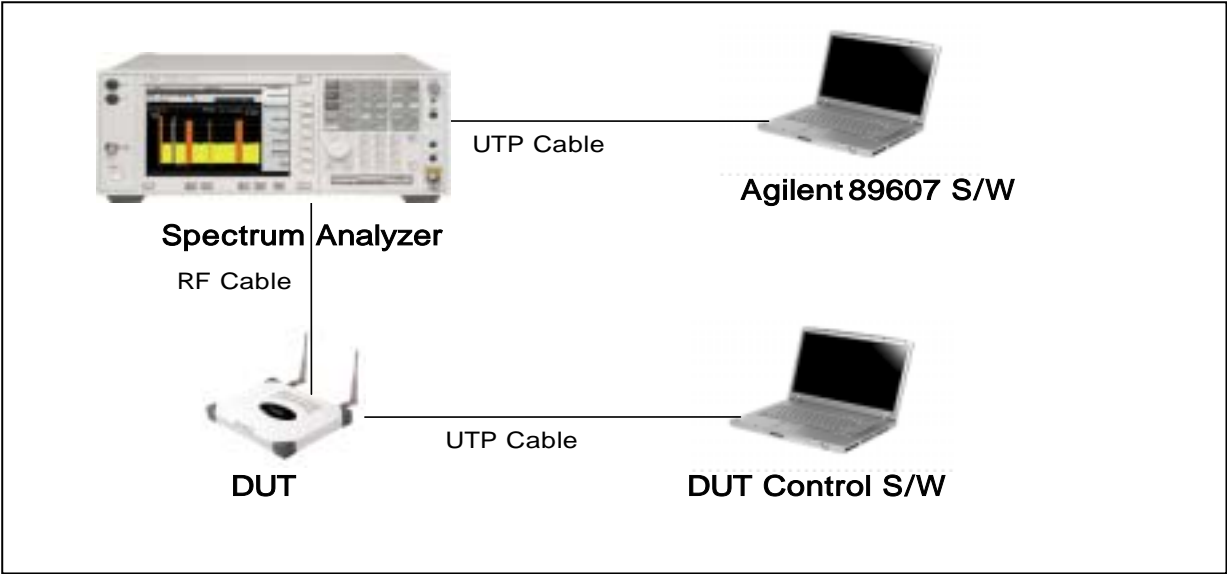 UTP Cable
Agilent 89607 S/W
Spectrum Analyzer
RF Cable
UTP Cable
DUT
DUT Control S/W